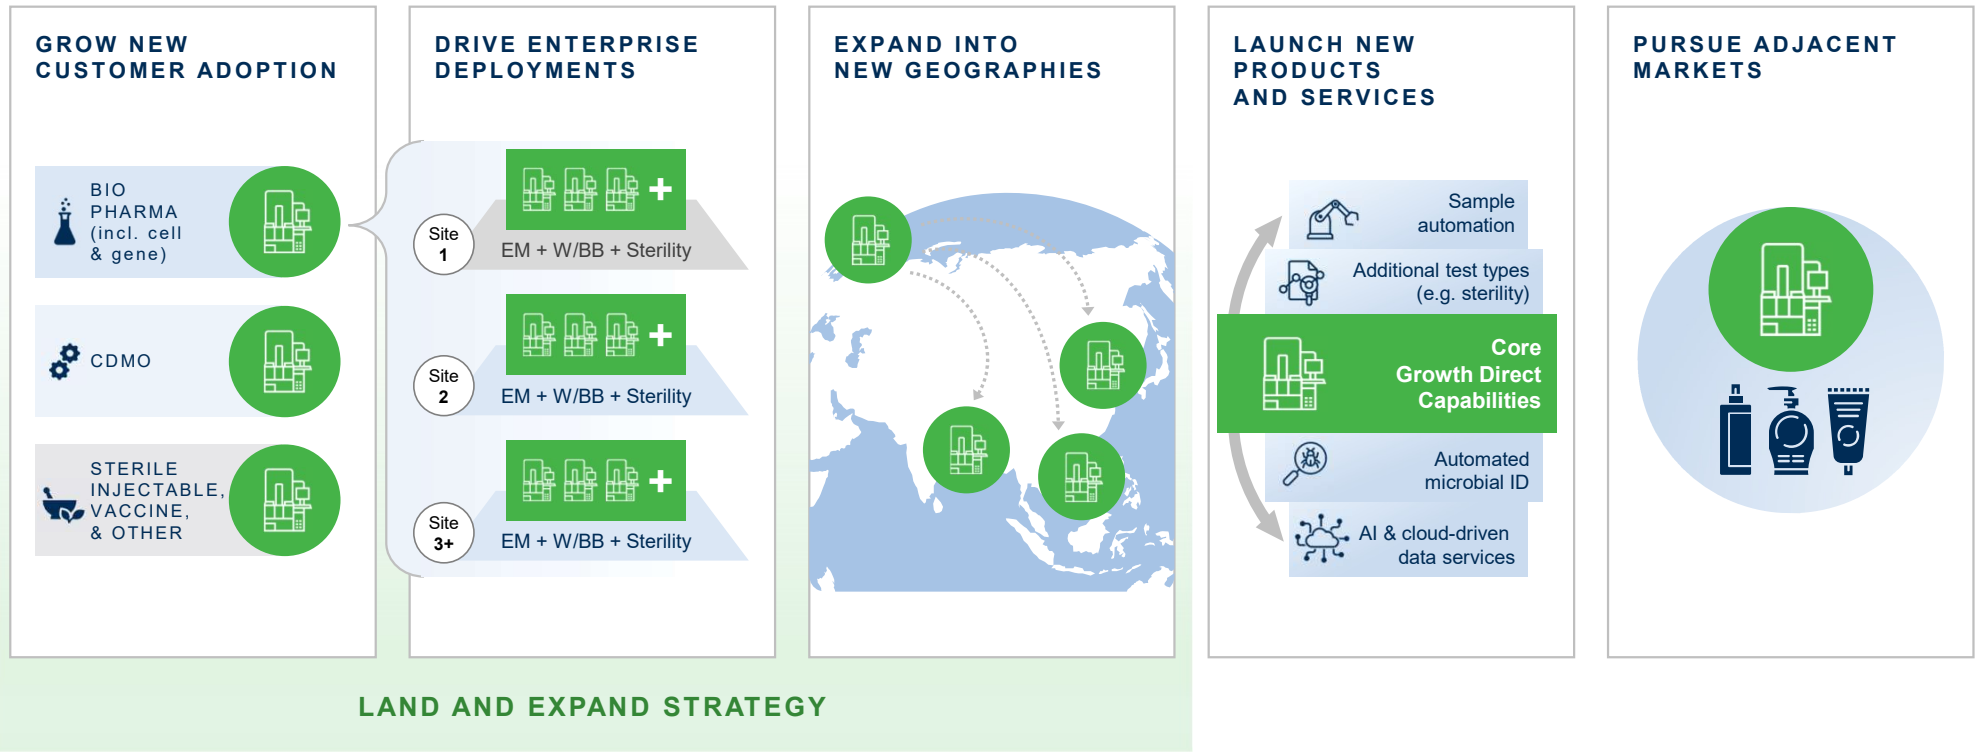 GROW NEW
CUSTOMER ADOPTION
BIO
PHARMA
(incl. cell
& gene)
CDMO
STERILE
INJECTABLE,
VACCINE,
& OTHER
DRIVE ENTERPRISE
DEPLOYMENTS
Site
1
EM + W/BB + Sterility
Site
2
EM + W/BB + Sterility
Site
3+
EM + W/BB + Sterility
EXPAND INTO
NEW GEOGRAPHIES
LAUNCH NEW
PRODUCTS
AND SERVICES
Sample
automation
Additional test types
(e.g. sterility)
Core
Growth Direct
Capabilities
Automated
microbial ID
AI & cloud-driven
data services
PURSUE ADJACENT
MARKETS
LAND AND EXPAND STRATEGY